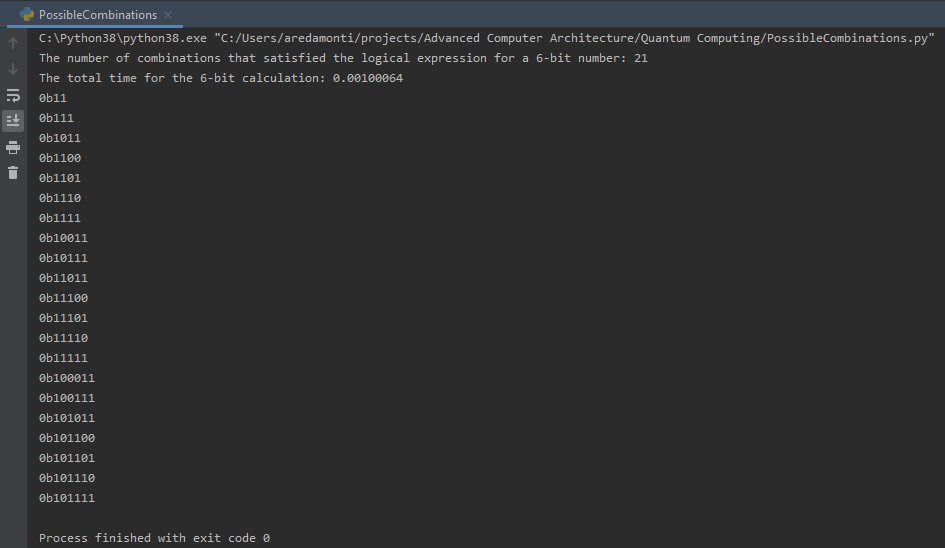 PossibleCombinations
C:\Python38\python38.exe "C:/Users/aredamonti/projects/Advanced Computer Architecture/Quantum Computing/PossibleCombinations.py"
The number of combinations that satisfied the logical expression for a 6-bit number: 21
The total time for the 6-bit calculation: 0.00100064
0b11
0b111
0b1011
0b1100
0b1101
0b1110
0b1111
0b10011
0b10111
0b11011
0b11100
0b11101
0b11110
0b11111
0b100011
0b100111
0b101011
0b101100
0b101101
0b101110
0b101111
Process finished with exit code 0